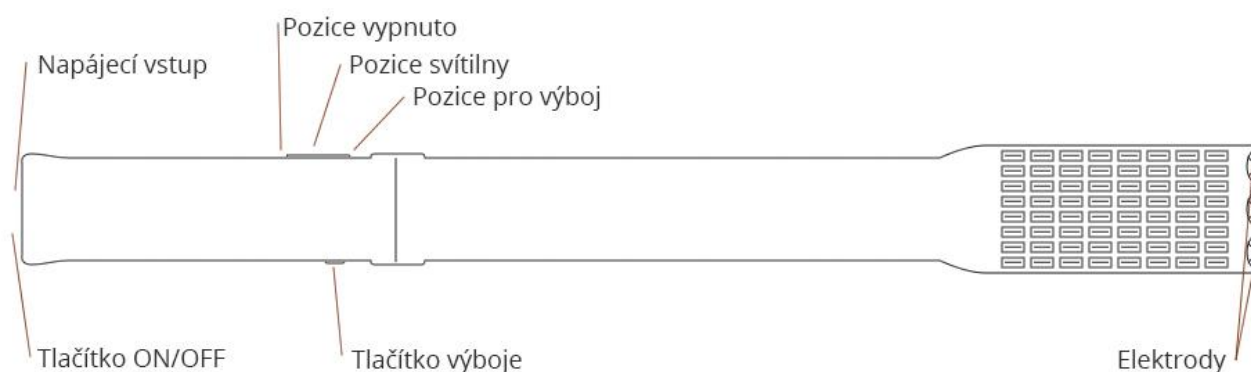 Pozice vypnuto
Napájecí vstup
Pozice svítilny
Pozice pro výboj
Tlačítko ON/OFF
Tlačítko výboje
Elektrody